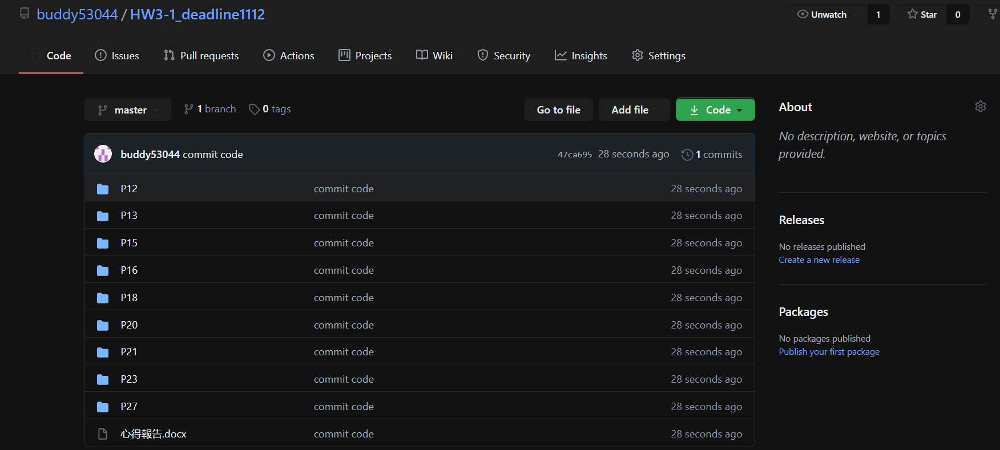 buddy53044 / HW3-1_deadline1112
Unwatch 1 Star 0
Code Issues Pull requests Actions Projects Wiki Security Insights Settings
master 1 branch 0 tags Go to file Add file Code
About
No description, website, or topics
provided.
buddy53044 commit code 47ca695 28 seconds ago 1 commits
P12 commit code 28 seconds ago
P13 commit code 28 seconds ago
P15 commit code 28 seconds ago
P16 commit code 28 seconds ago
P18 commit code 28 seconds ago
P20 commit code 28 seconds ago
P21 commit code 28 seconds ago
P23 commit code 28 seconds ago
P27 commit code 28 seconds ago
心得報告.docx commit code 28 seconds ago
Releases
No releases published
Create a new release
Packages
No packages published
Publish your first package